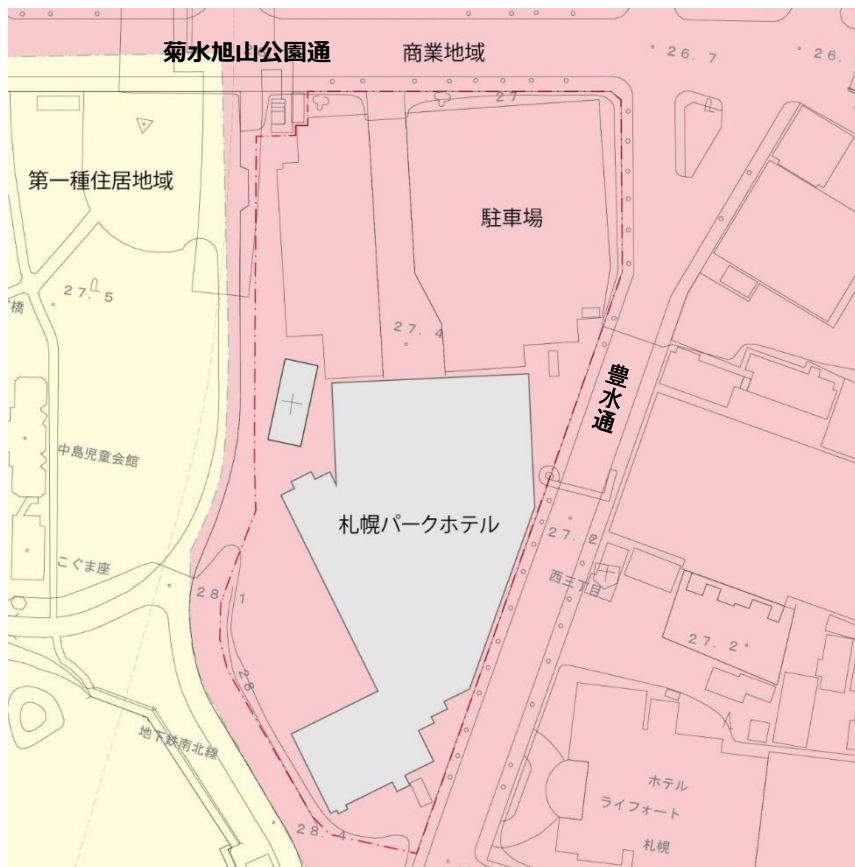 菊水旭山公園通
商業地域
26.7
26.
27
第一種住居地域
駐車場
27.5
橋
27.4
豊水通
中島児童会館
札幌パークホテル
27.2
こぐま座
西三丁目
28.1
27.2
28
地下鉄南北線
ホテル
ライフォート
札幌
28.4